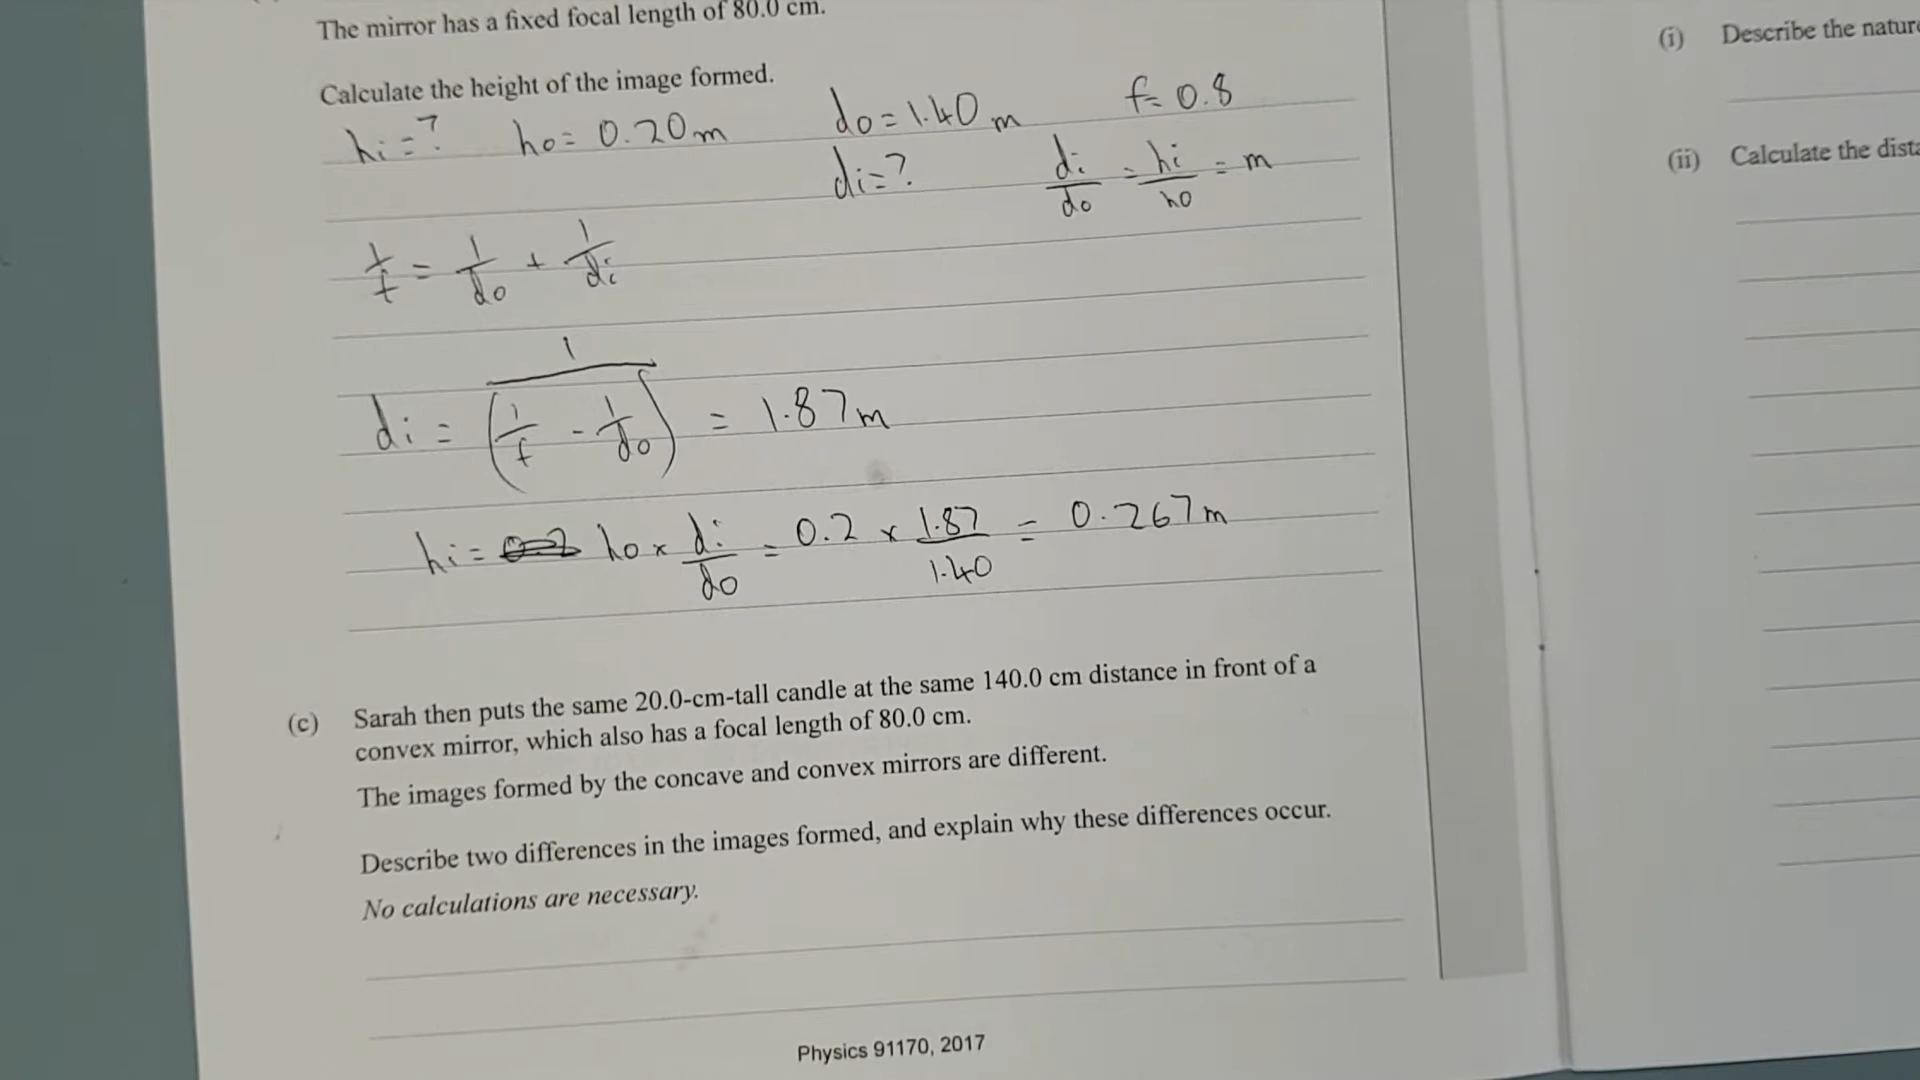 The mirror has a fixed focal length of 80.0 cm.
Calculate the height of the image formed.
hi = ? ho = 0.20 m do = 1.40 m f = 0.8
di = ? di/do = hi/ho = m
1/f = 1/do + 1/di
di = 1/(1/f - 1/do) = 1.87 m
hi = ho × di/do = 0.2 × 1.87/1.40 = 0.267 m
(c) Sarah then puts the same 20.0-cm-tall candle at the same 140.0 cm distance in front of a
convex mirror, which also has a focal length of 80.0 cm.
The images formed by the concave and convex mirrors are different.
Describe two differences in the images formed, and explain why these differences occur.
No calculations are necessary.
Physics 91170, 2017
(i) Describe the nature
(ii) Calculate the dista